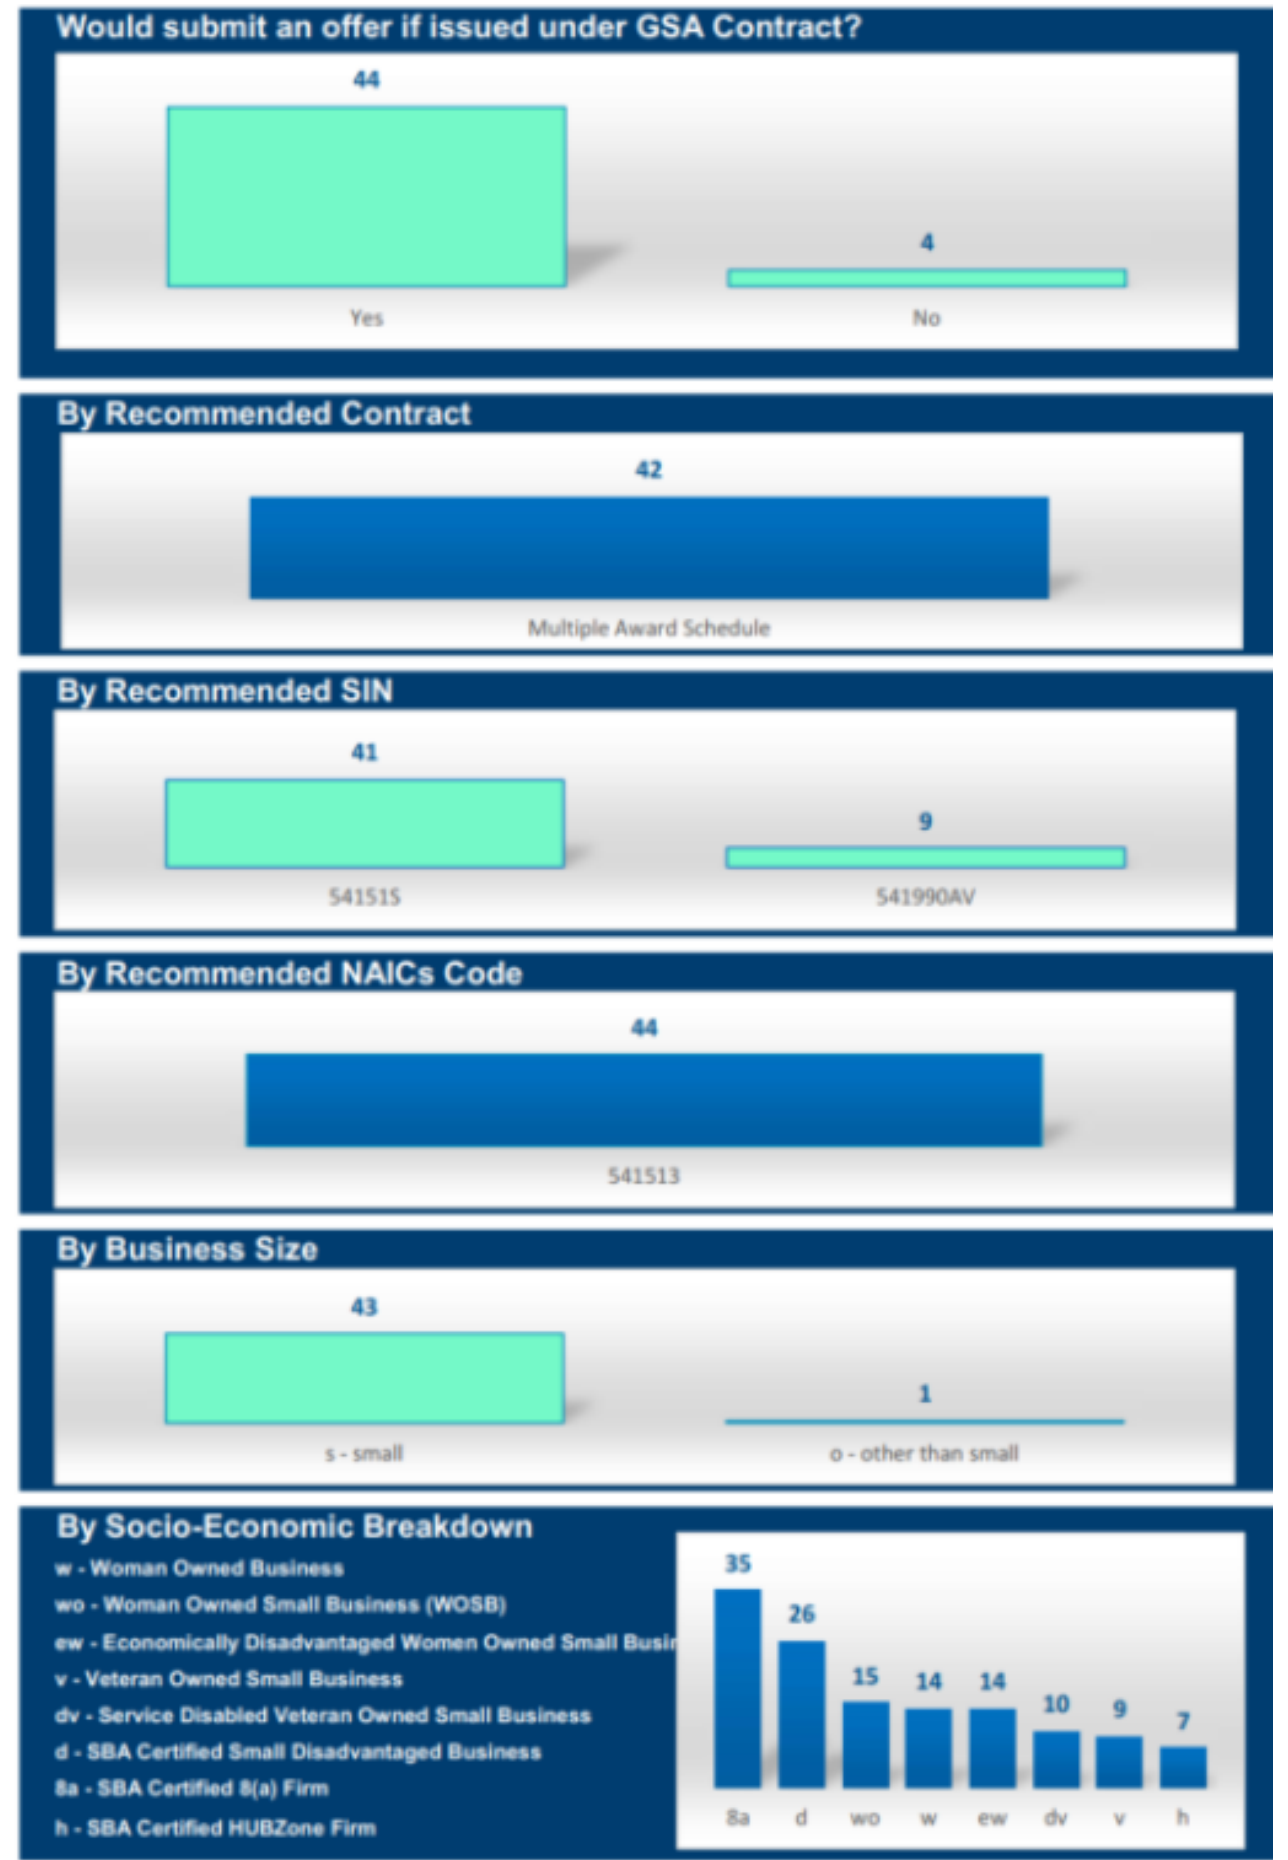 Would submit an offer if issued under GSA Contract?
44
4
Yes
No
By Recommended Contract
42
Multiple Award Schedule
By Recommended SIN
41
9
54151S
541990AV
By Recommended NAICs Code
44
541513
By Business Size
43
1
s - small
o - other than small
By Socio-Economic Breakdown
w - Woman Owned Business
wo - Woman Owned Small Business (WOSB)
ew - Economically Disadvantaged Women Owned Small Busin
v - Veteran Owned Small Business
dv - Service Disabled Veteran Owned Small Business
d - SBA Certified Small Disadvantaged Business
8a - SBA Certified 8(a) Firm
h - SBA Certified HUBZone Firm
35
26
15
14
14
10
9
7
8a
d
wo
w
ew
dv
v
h